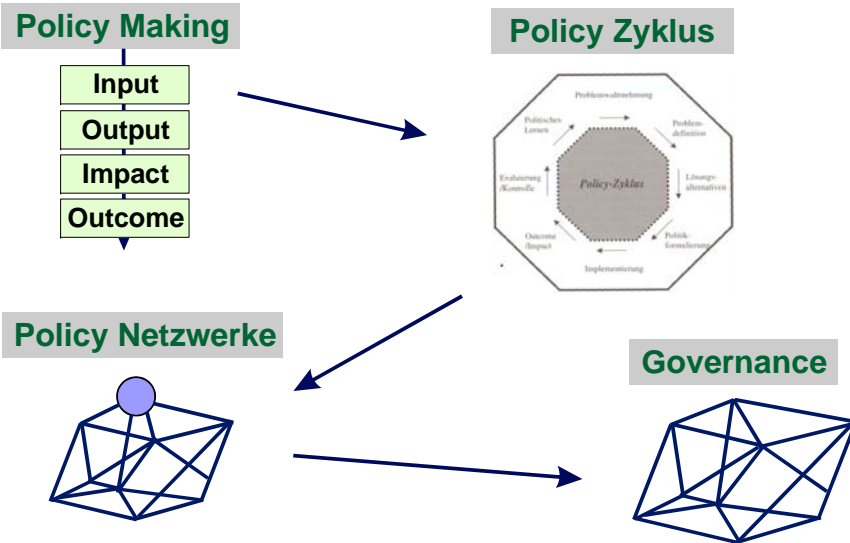 Policy Making
Input
Output
Impact
Outcome
Policy Zyklus
Problemwahrnehmung
Problem-
definition
Lösungs-
alternativen
Politik-
formulierung
Implementierung
Outcome
/Impact
Evaluierung
/Kontrolle
Politisches
Lernen
Policy-Zyklus
Policy Netzwerke
Governance